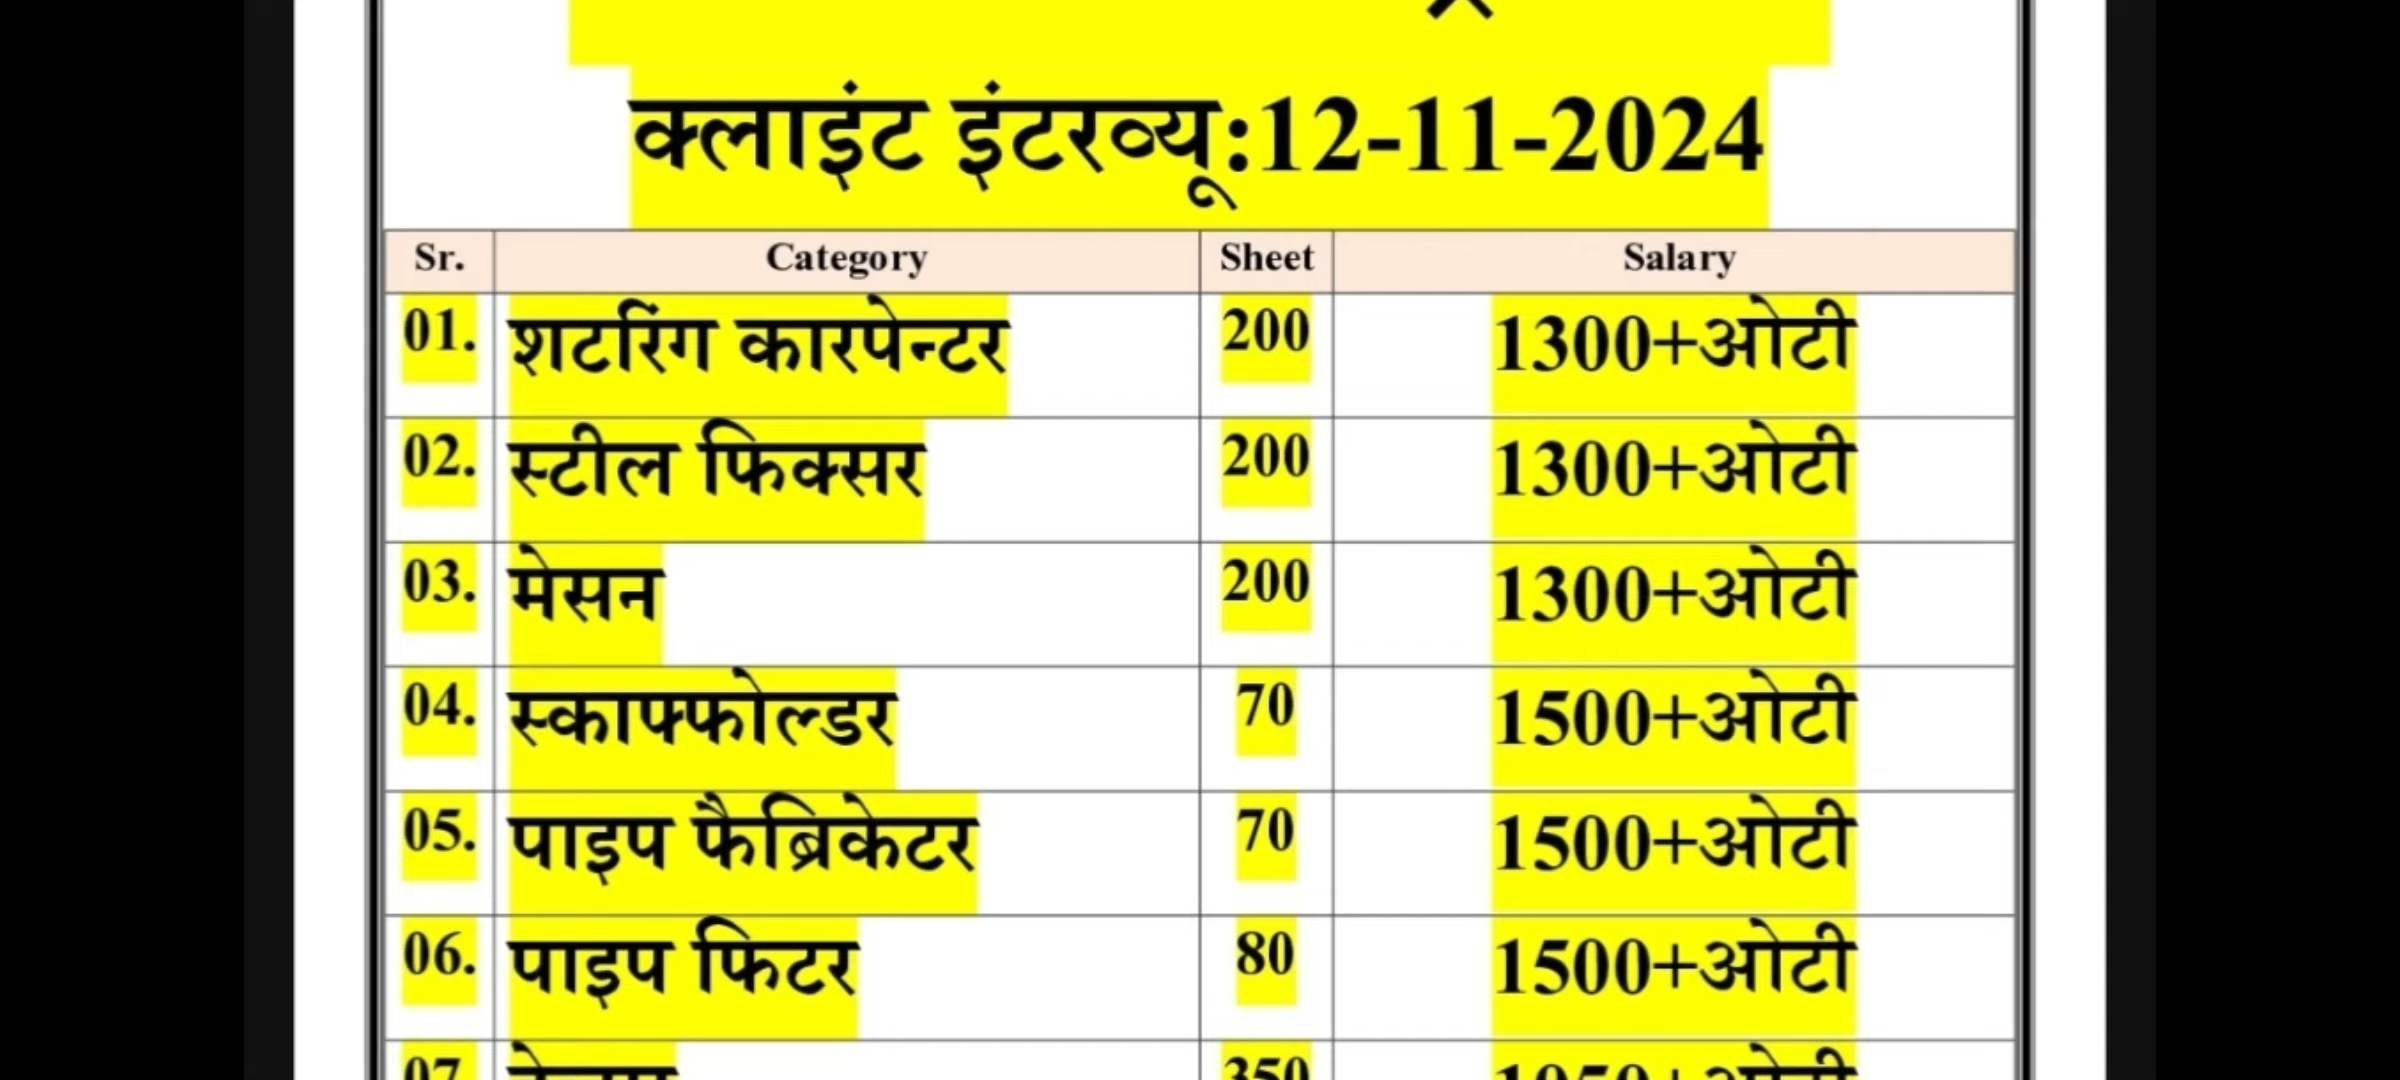 क्लाइंट इंटरव्यू:12-11-2024
Sr. Category Sheet Salary
01. शटरिंग कारपेन्टर 200 1300+ओटी
02. स्टील फिक्सर 200 1300+ओटी
03. मेसन 200 1300+ओटी
04. स्काफ्फोल्डर 70 1500+ओटी
05. पाइप फैब्रिकेटर 70 1500+ओटी
06. पाइप फिटर 80 1500+ओटी
07. 350 1050+ओटी